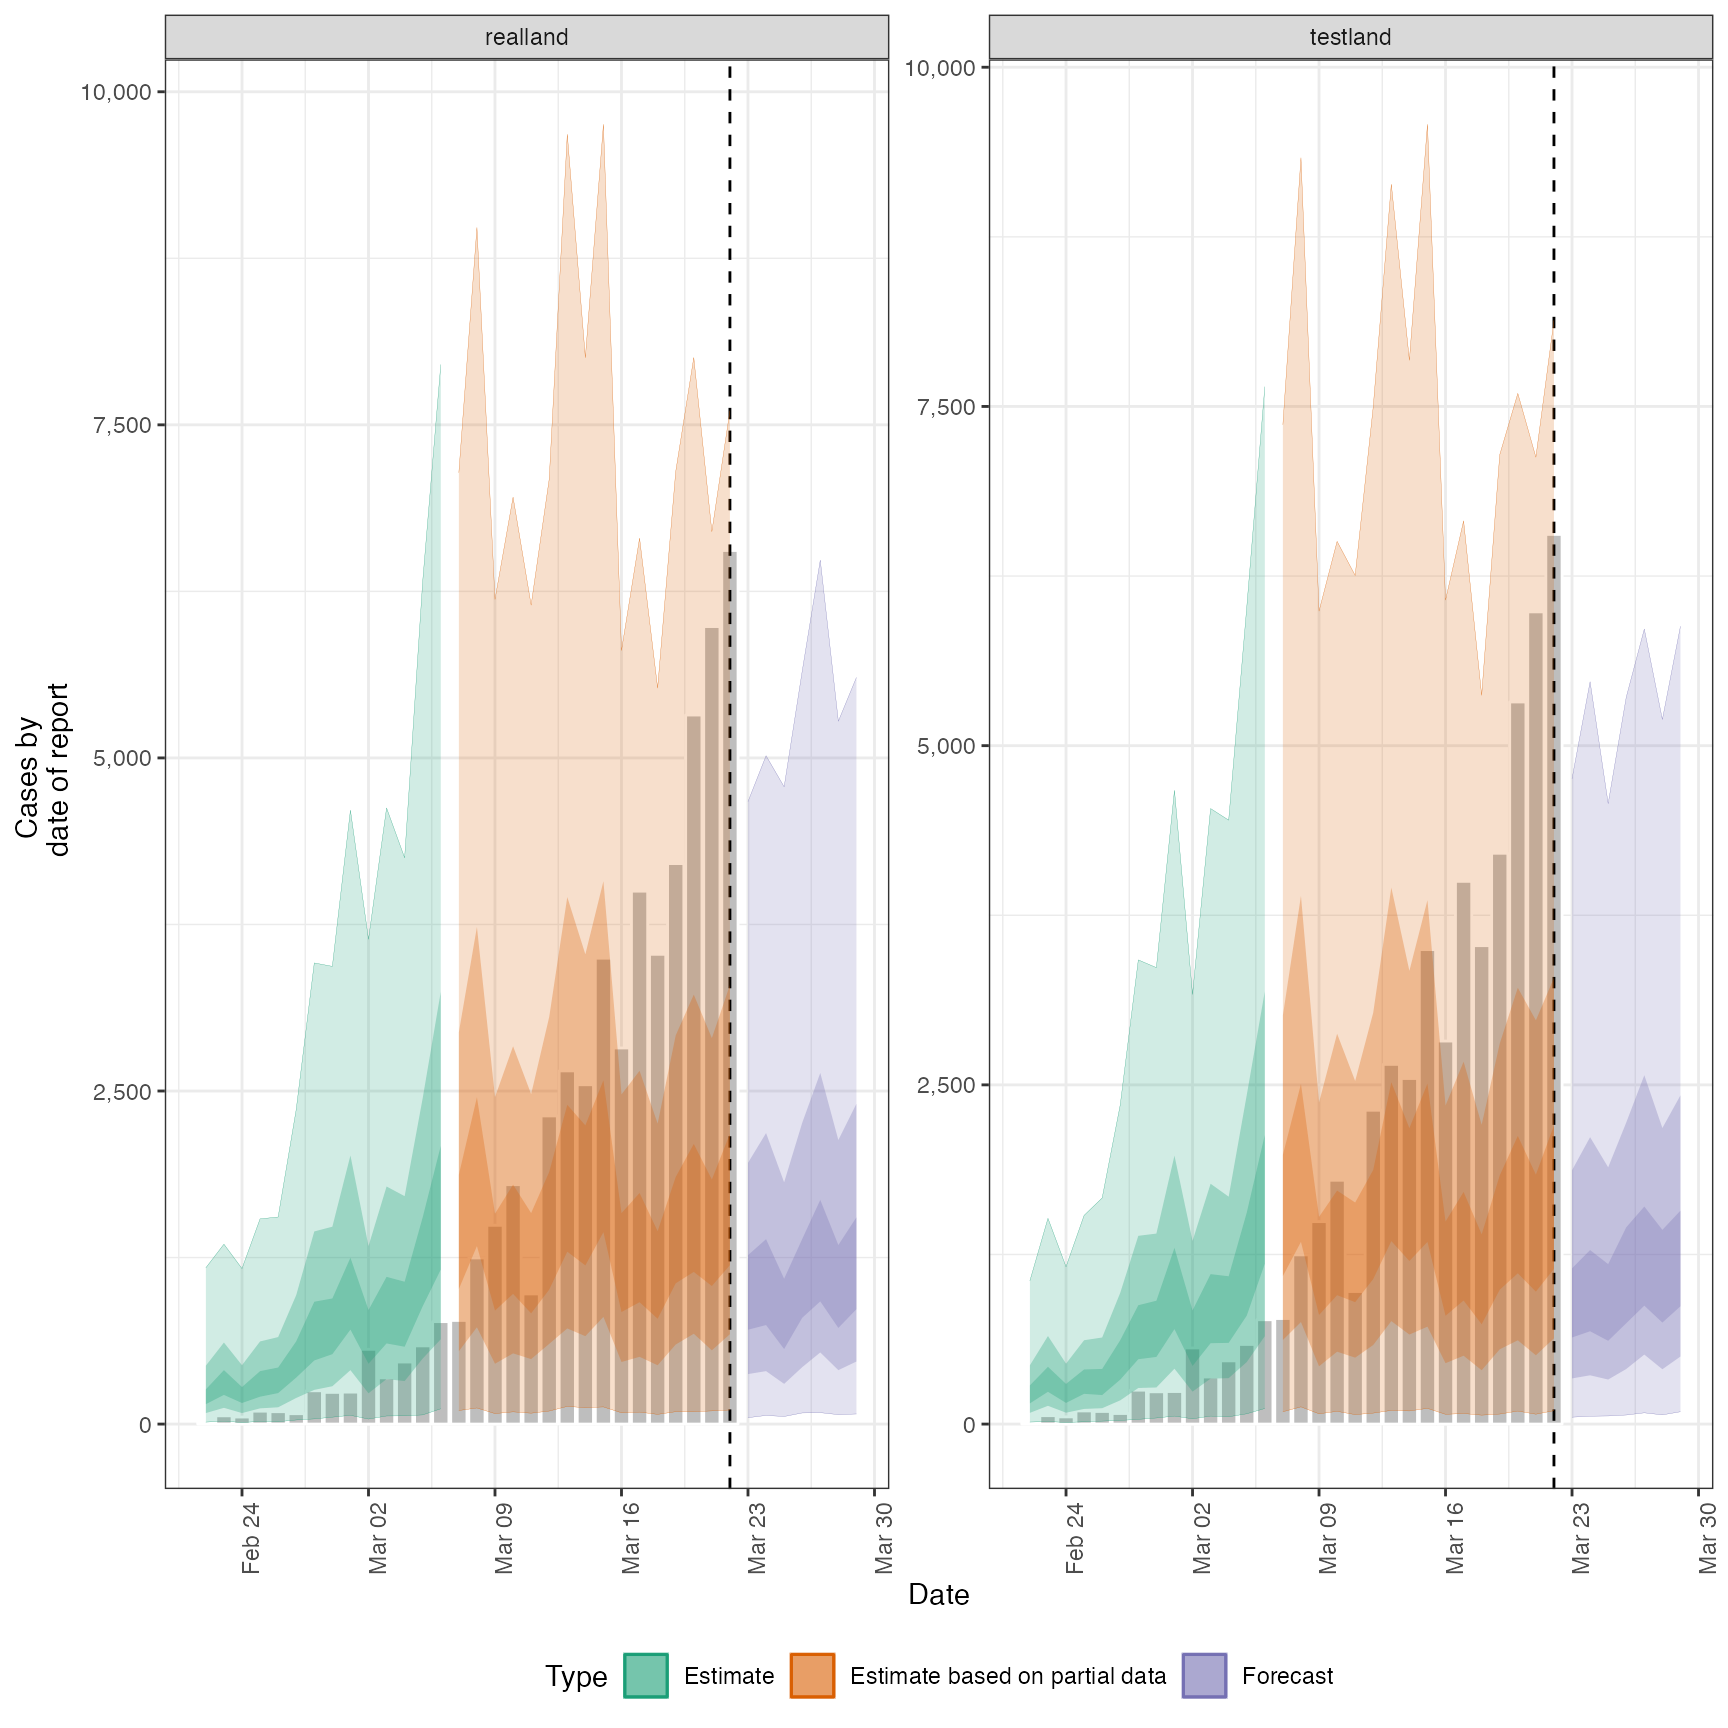 realland
testland
10,000
7,500
5,000
2,500
0
10,000
7,500
5,000
2,500
0
Cases by
date of report
Feb 24
Mar 02
Mar 09
Mar 16
Mar 23
Mar 30
Feb 24
Mar 02
Mar 09
Mar 16
Mar 23
Mar 30
Date
Type
Estimate
Estimate based on partial data
Forecast